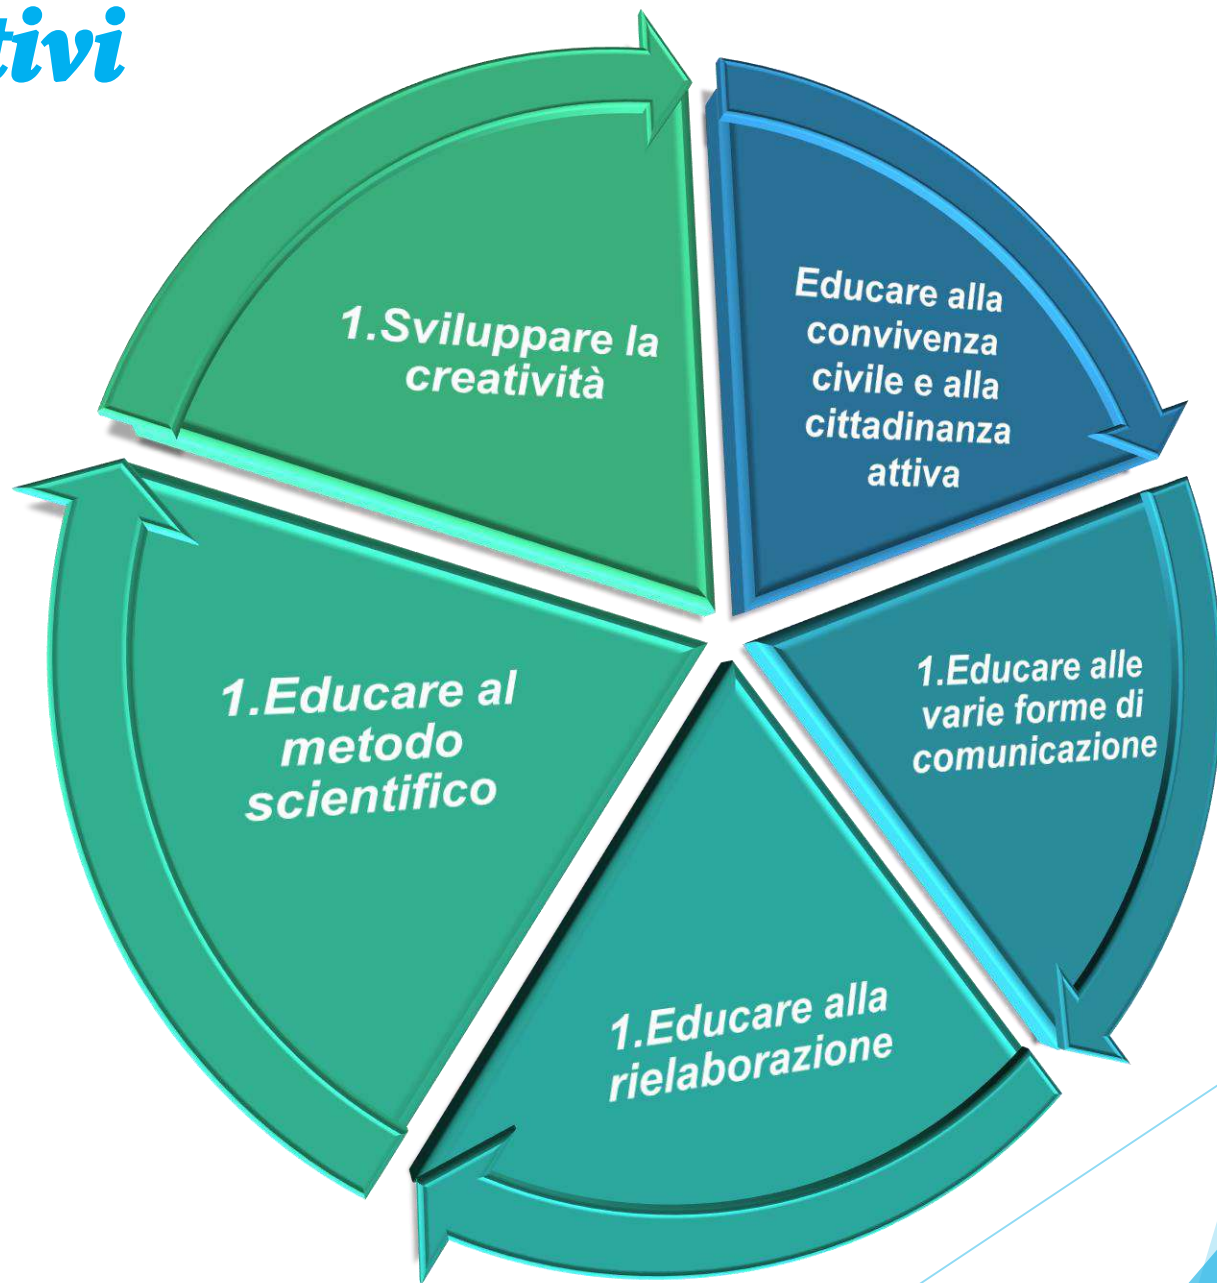 tivi
Educare alla
convivenza
civile e alla
cittadinanza
attiva
1.Educare alle
varie forme di
comunicazione
1.Educare alla
rielaborazione
1.Educare al
metodo
scientifico
1.Sviluppare la
creatività